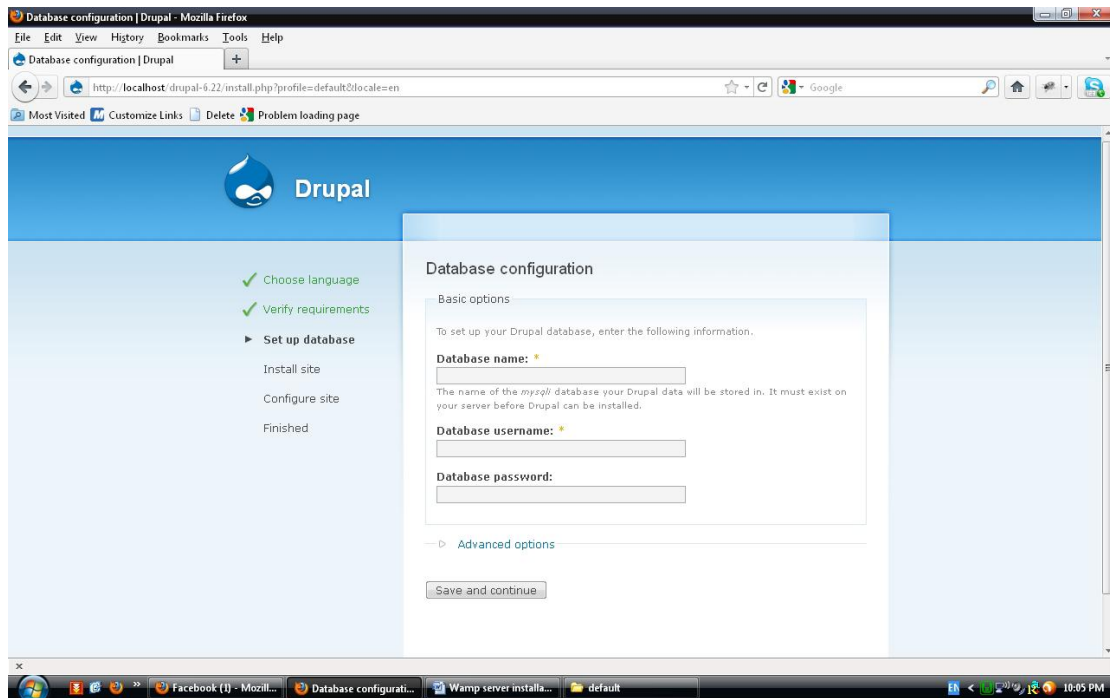 Database configuration | Drupal - Mozilla Firefox
File Edit View History Bookmarks Tools Help
Database configuration | Drupal
http://localhost/drupal-6.22/install.php?profile=default&locale=en
Google
Most Visited Customize Links Delete Problem loading page
Drupal
Choose language
Verify requirements
Set up database
Install site
Configure site
Finished
Database configuration
Basic options
To set up your Drupal database, enter the following information.
Database name: *
The name of the mysqli database your Drupal data will be stored in. It must exist on
your server before Drupal can be installed.
Database username: *
Database password:
Advanced options
Save and continue
Facebook (1) - Mozill... Database configurati... Wamp server installa... default
EN 10:05 PM